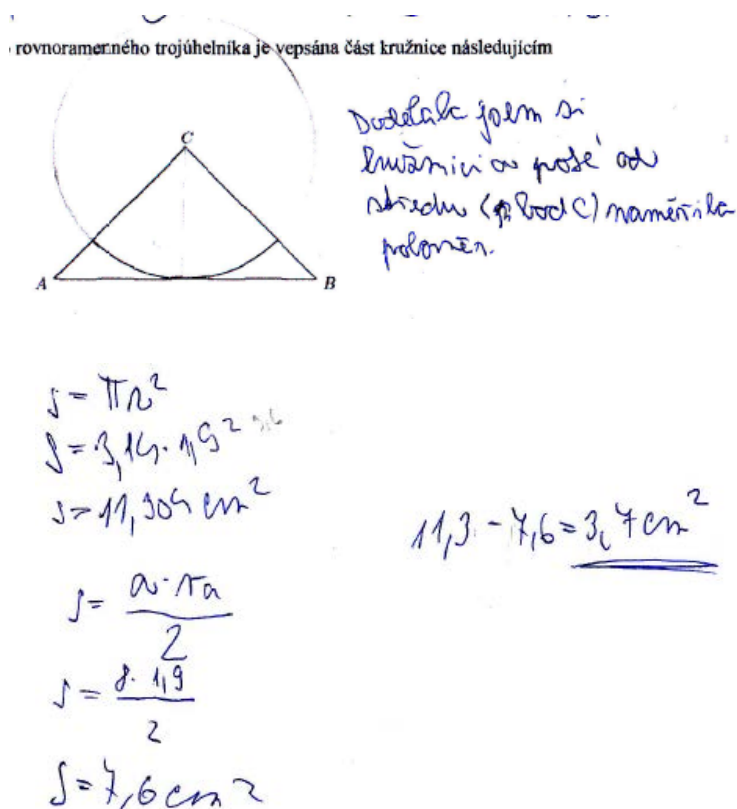 rovnoramenného trojúhelníka je vepsána část kružnice následujícím
C
A
B
Dodělala jsem si
kružnici a poté od
středu (bod C) naměřila
poloměr.
S = πr²
S = 3,14 · 1,9²
S = 11,304 cm²
11,3 - 7,6 = 3,7 cm²
S = a · va / 2
S = 8 · 1,9 / 2
S = 7,6 cm²